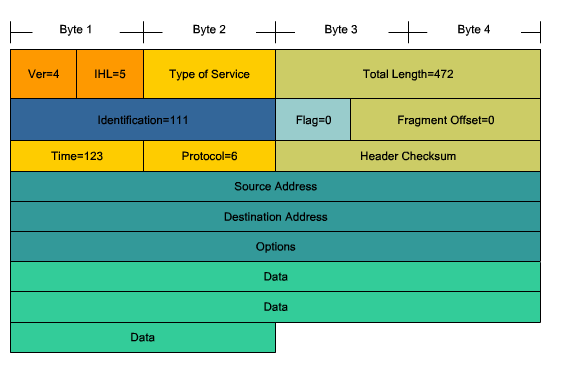 Byte 1 Byte 2 Byte 3 Byte 4
Ver=4 IHL=5 Type of Service Total Length=472
Identification=111 Flag=0 Fragment Offset=0
Time=123 Protocol=6 Header Checksum
Source Address
Destination Address
Options
Data
Data
Data